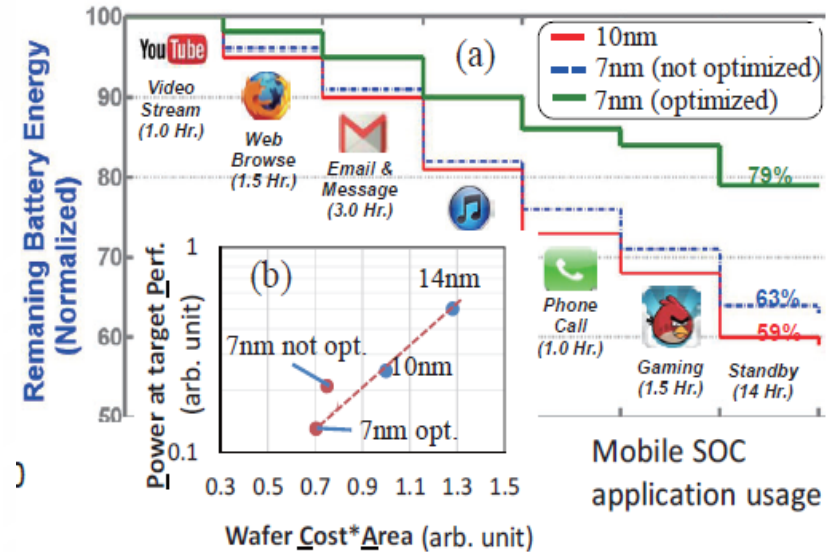 100
90
80
70
60
50
Remaning Battery Energy
(Normalized)
(a)
10nm
7nm (not optimized)
7nm (optimized)
YouTube
Video
Stream
(1.0 Hr.)
Web
Browse
(1.5 Hr.)
Email &
Message
(3.0 Hr.)
Phone
Call
(1.0 Hr.)
Gaming
(1.5 Hr.)
Standby
(14 Hr.)
79%
63%
59%
Mobile SOC
application usage
(b)
Power at target Perf.
(arb. unit)
1
0.1
14nm
10nm
7nm not opt.
7nm opt.
0.3 0.5 0.7 0.9 1.1 1.3 1.5
Wafer Cost*Area (arb. unit)